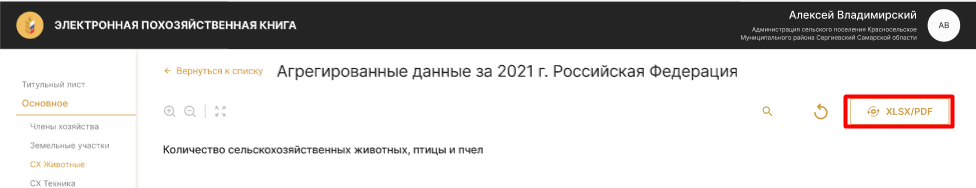 ЭЛЕКТРОННАЯ ПОХОЗЯЙСТВЕННАЯ КНИГА
Алексей Владимирский
Администрация сельского поселения Красносельское
Муниципального района Сергиевский Самарской области
АВ
Титульный лист
Основное
Члены хозяйства
Земельные участки
СХ Животные
СХ Техника
← Вернуться к списку
Агрегированные данные за 2021 г. Российская Федерация
XLSX/PDF
Количество сельскохозяйственных животных, птицы и пчел